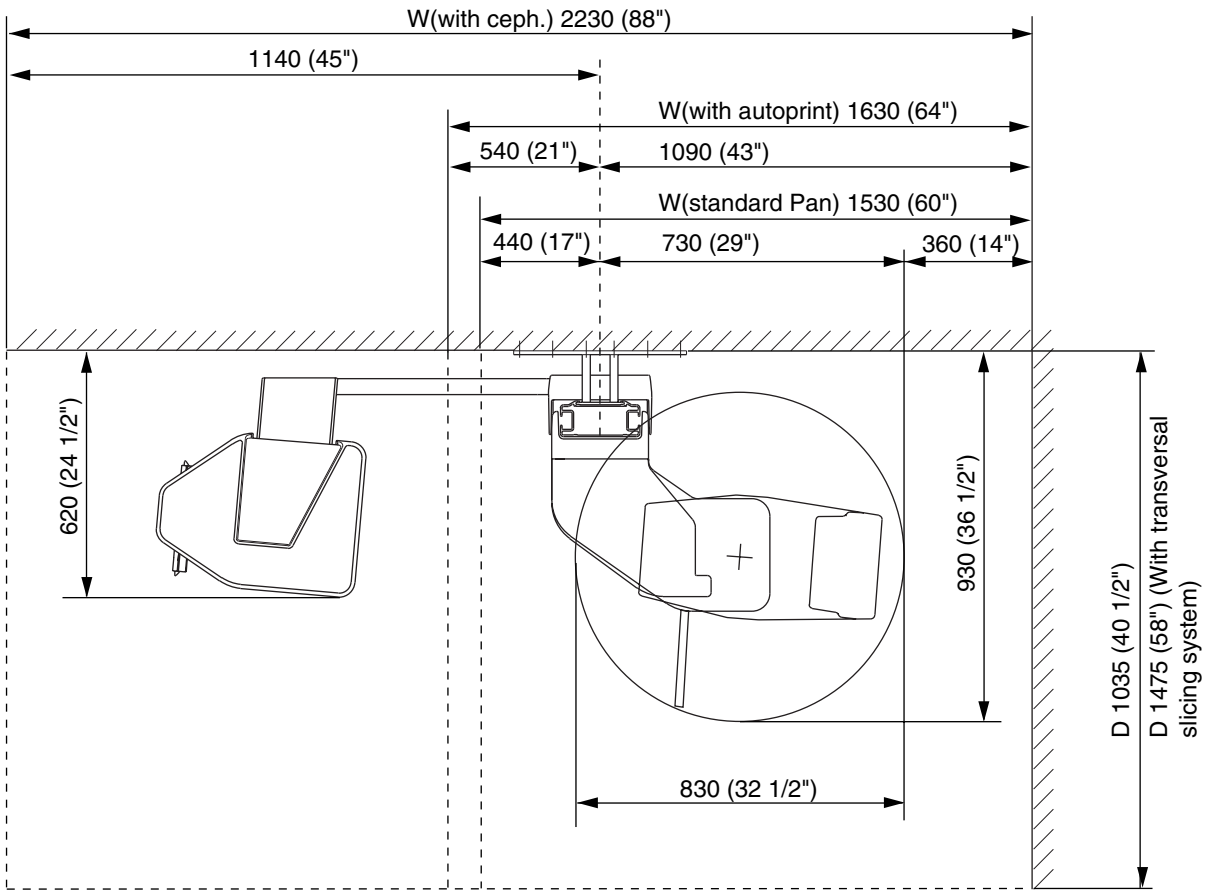 W(with ceph.) 2230 (88")
1140 (45")
W(with autoprint) 1630 (64")
540 (21")
1090 (43")
W(standard Pan) 1530 (60")
440 (17")
730 (29")
360 (14")
620 (24 1/2")
930 (36 1/2")
D 1035 (40 1/2")
D 1475 (58") (With transversal
slicing system)
830 (32 1/2")